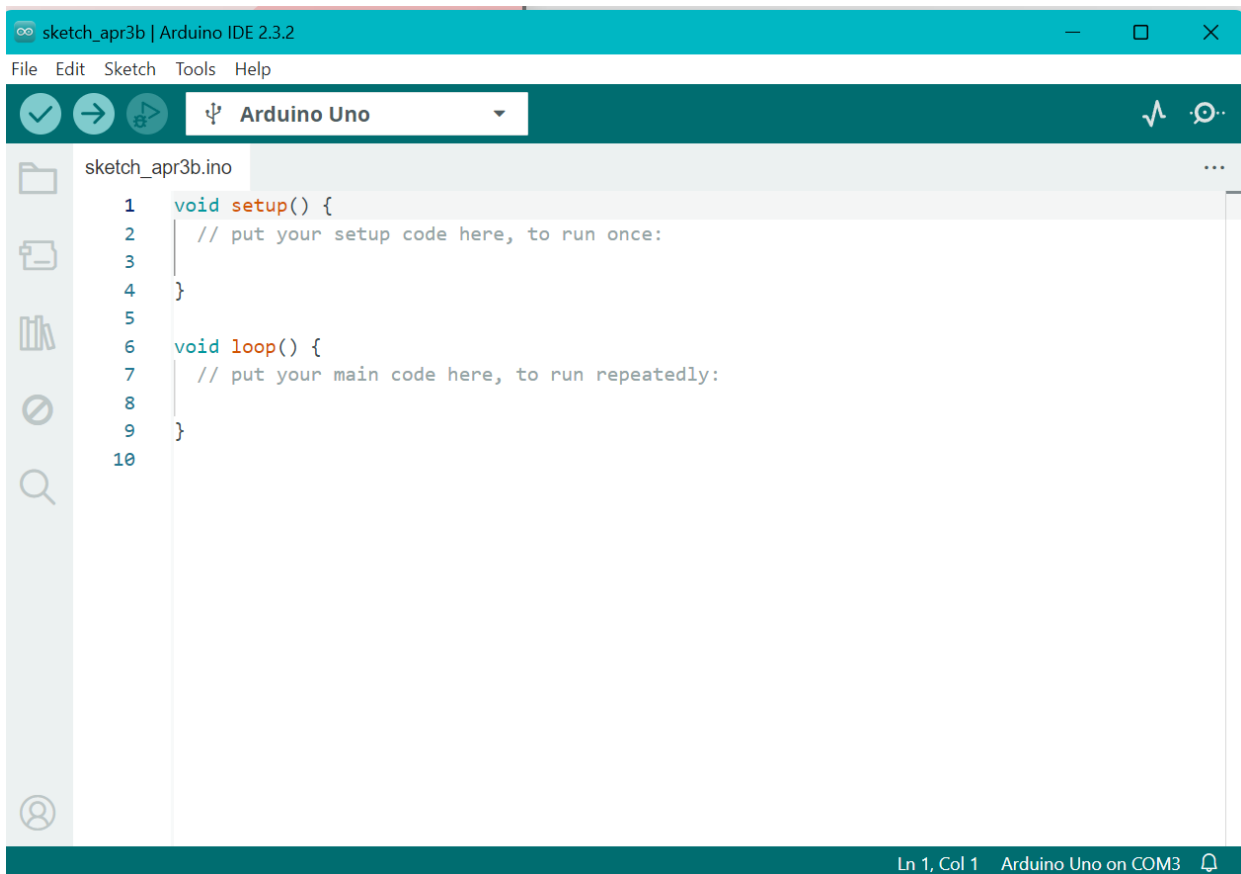 sketch_apr3b | Arduino IDE 2.3.2
File Edit Sketch Tools Help
Arduino Uno
sketch_apr3b.ino
1 void setup() {
2 // put your setup code here, to run once:
3
4 }
5
6 void loop() {
7 // put your main code here, to run repeatedly:
8
9 }
10
Ln 1, Col 1 Arduino Uno on COM3